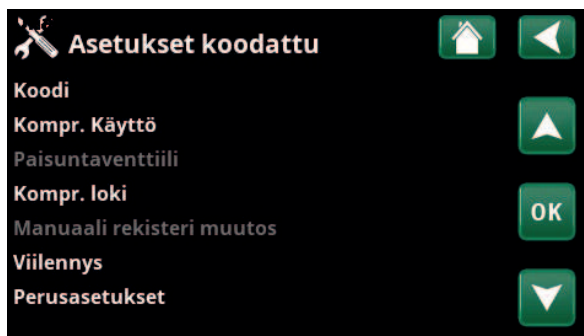 Asetukset koodattu
Koodi
Kompr. Käyttö
Paisuntaventtiili
Kompr. loki
OK
Manuaali rekisteri muutos
Viilennys
Perusasetukset